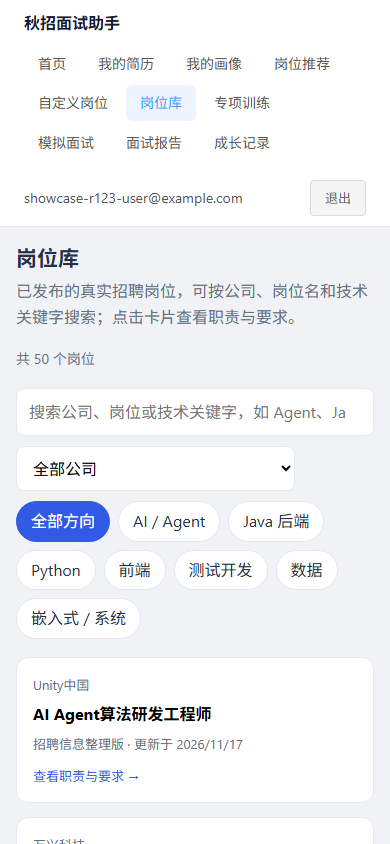 秋招面试助手
首页 我的简历 我的画像 岗位推荐
自定义岗位 岗位库 专项训练
模拟面试 面试报告 成长记录
showcase-r123-user@example.com 退出
岗位库
已发布的真实招聘岗位，可按公司、岗位名和技术
关键字搜索；点击卡片查看职责与要求。
共 50 个岗位
搜索公司、岗位或技术关键字，如 Agent、Ja
全部公司
全部方向 AI / Agent Java 后端
Python 前端 测试开发 数据
嵌入式 / 系统
Unity中国
AI Agent算法研发工程师
招聘信息整理版 · 更新于 2026/11/17
查看职责与要求 →
万兴科技